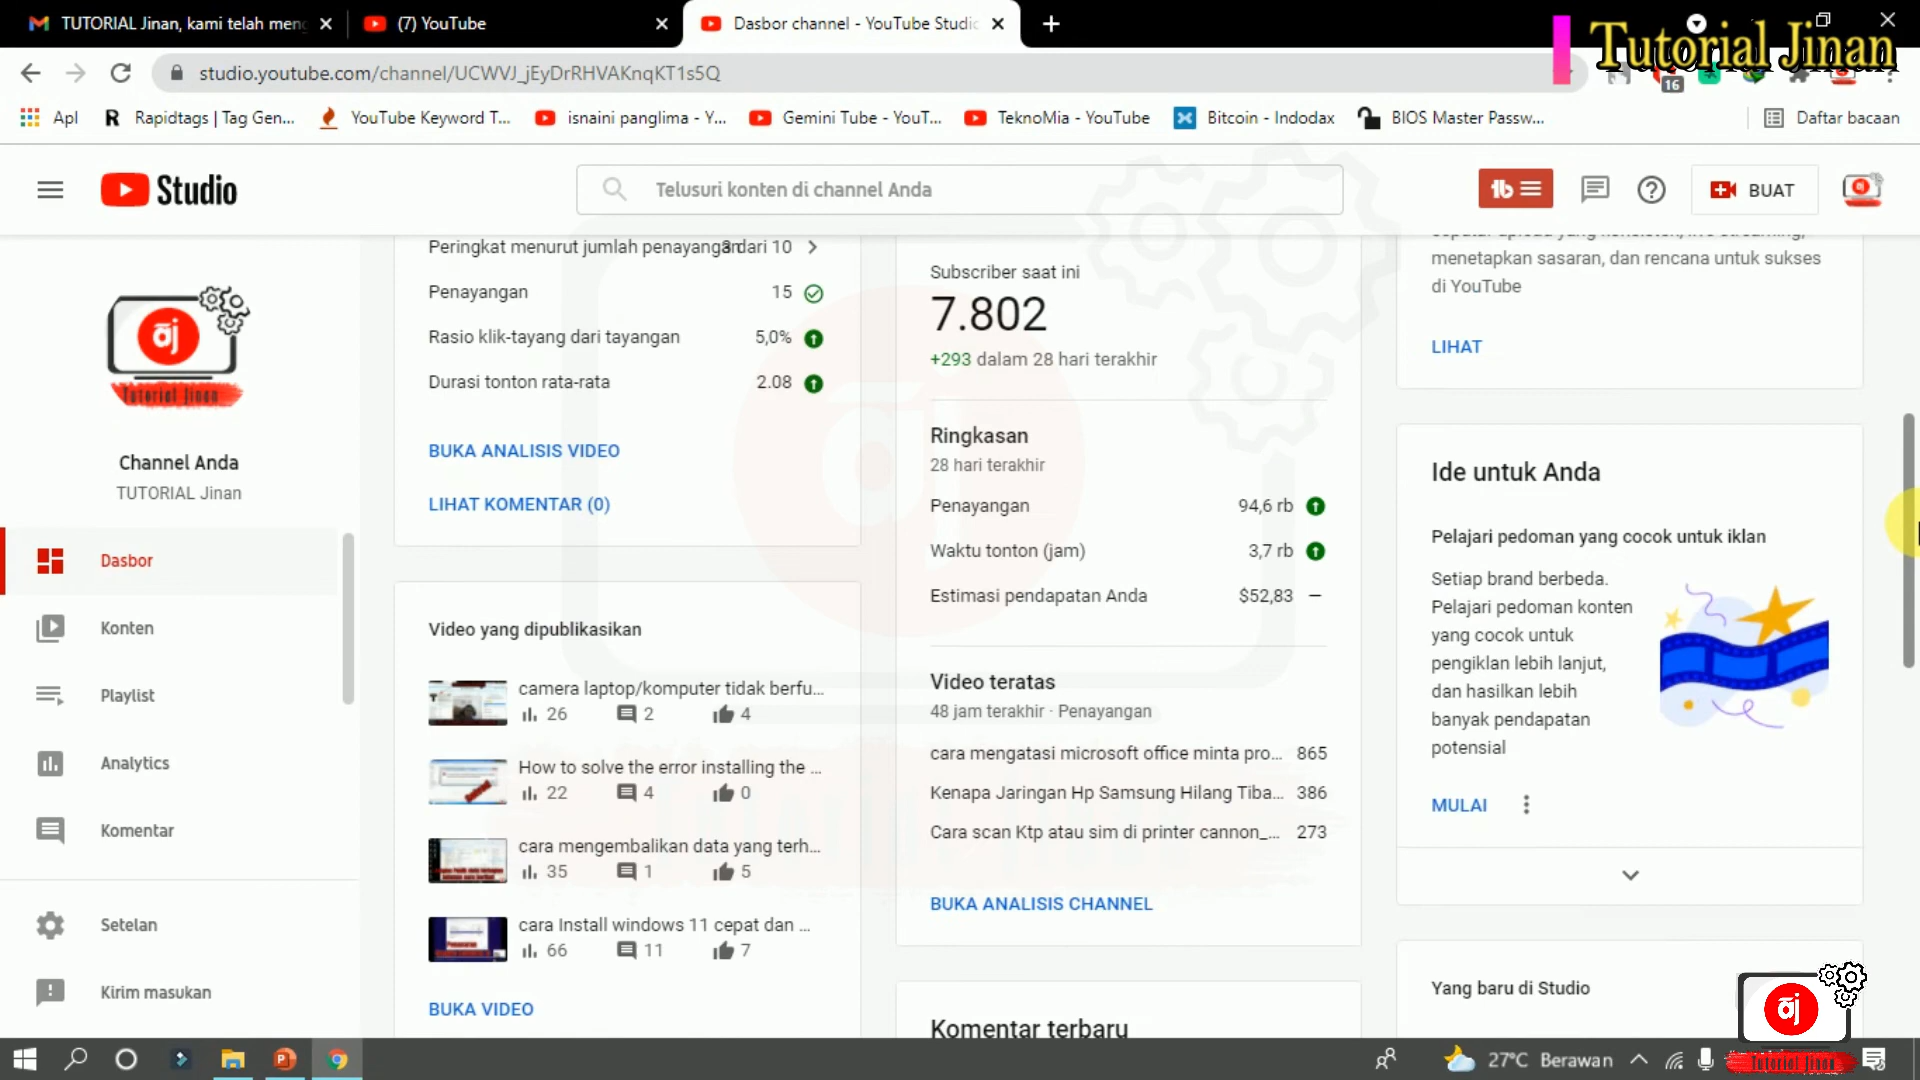 TUTORIAL Jinan, kami telah men
(7) YouTube
Dasbor channel - YouTube Studio
Tutorial Jinan
studio.youtube.com/channel/UCWVJ_jEyDrRHVAKnqKT1s5Q
16
Apl
Rapidtags | Tag Gen...
YouTube Keyword T...
isnaini panglima - Y...
Gemini Tube - YouT...
TeknoMia - YouTube
Bitcoin - Indodax
BIOS Master Passw...
Daftar bacaan
Studio
Telusuri konten di channel Anda
BUAT
Tutorial Jinan
Channel Anda
TUTORIAL Jinan
Dasbor
Konten
Playlist
Analytics
Komentar
Setelan
Kirim masukan
Peringkat menurut jumlah penayangan
3 dari 10
Penayangan 15
Rasio klik-tayang dari tayangan 5,0%
Durasi tonton rata-rata 2.08
BUKA ANALISIS VIDEO
LIHAT KOMENTAR (0)
Video yang dipublikasikan
camera laptop/komputer tidak berfu...
26 2 4
How to solve the error installing the ...
22 4 0
cara mengembalikan data yang terh...
35 1 5
cara Install windows 11 cepat dan ...
66 11 7
BUKA VIDEO
Subscriber saat ini
7.802
+293 dalam 28 hari terakhir
Ringkasan
28 hari terakhir
Penayangan 94,6 rb
Waktu tonton (jam) 3,7 rb
Estimasi pendapatan Anda $52,83 —
Video teratas
48 jam terakhir · Penayangan
cara mengatasi microsoft office minta pro... 865
Kenapa Jaringan Hp Samsung Hilang Tiba... 386
Cara scan Ktp atau sim di printer cannon_... 273
BUKA ANALISIS CHANNEL
Komentar terbaru
menetapkan sasaran, dan rencana untuk sukses
di YouTube
LIHAT
Ide untuk Anda
Pelajari pedoman yang cocok untuk iklan
Setiap brand berbeda.
Pelajari pedoman konten
yang cocok untuk
pengiklan lebih lanjut,
dan hasilkan lebih
banyak pendapatan
potensial
MULAI
Yang baru di Studio
Tutorial Jinan
27°C Berawan